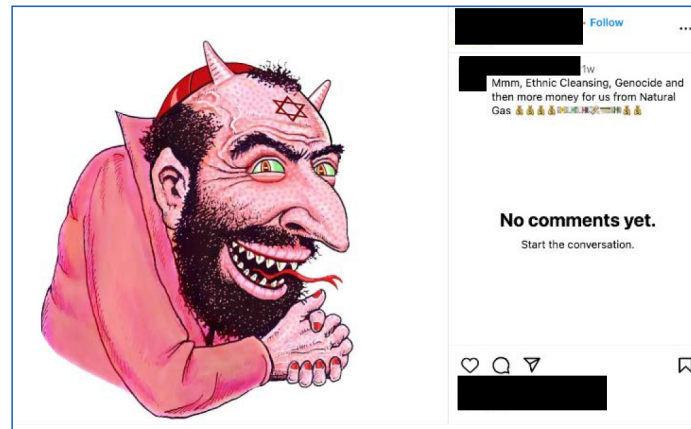 · Follow
1w
Mmm, Ethnic Cleansing, Genocide and
then more money for us from Natural
Gas
No comments yet.
Start the conversation.